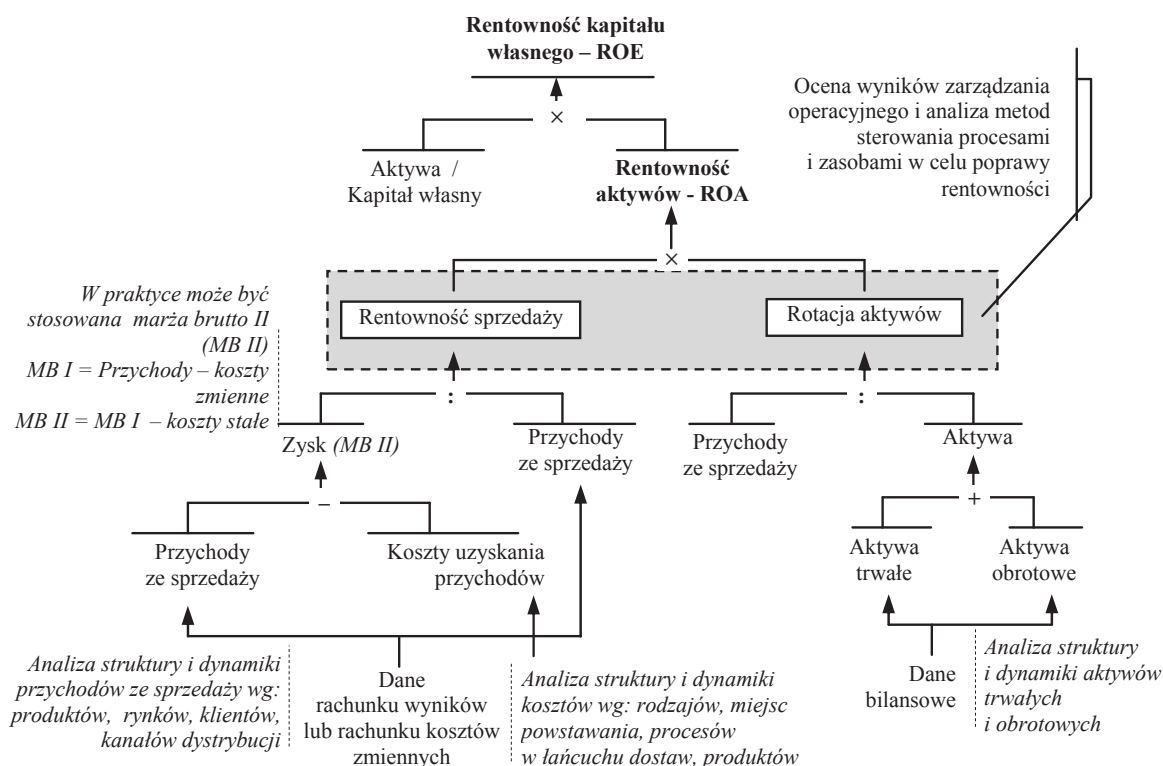 Rentowność kapitału
własnego – ROE
×
Aktywa /
Kapitał własny
Rentowność
aktywów - ROA
Ocena wyników zarządzania
operacyjnego i analiza metod
sterowania procesami
i zasobami w celu poprawy
rentowności
×
Rentowność sprzedaży
Rotacja aktywów
W praktyce może być
stosowana marża brutto II
(MB II)
MB I = Przychody – koszty
zmienne
MB II = MB I – koszty stałe
:
:
Zysk (MB II)
Przychody
ze sprzedaży
Przychody
ze sprzedaży
Aktywa
–
+
Przychody
ze sprzedaży
Koszty uzyskania
przychodów
Aktywa
trwałe
Aktywa
obrotowe
Analiza struktury i dynamiki
przychodów ze sprzedaży wg:
produktów, rynków, klientów,
kanałów dystrybucji
Dane
rachunku wyników
lub rachunku kosztów
zmiennych
Analiza struktury i dynamiki
kosztów wg: rodzajów, miejsc
powstawania, procesów
w łańcuchu dostaw, produktów
Dane
bilansowe
Analiza struktury
i dynamiki aktywów
trwałych
i obrotowych